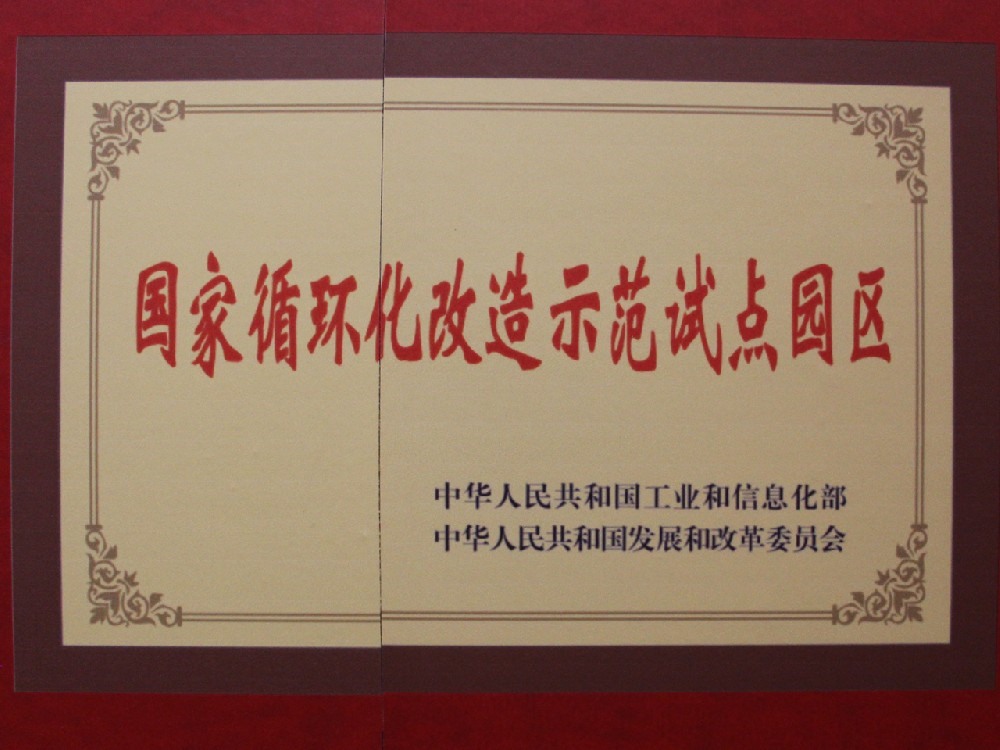 国家循环化改造示范试点园区
中华人民共和国工业和信息化部
中华人民共和国发展和改革委员会